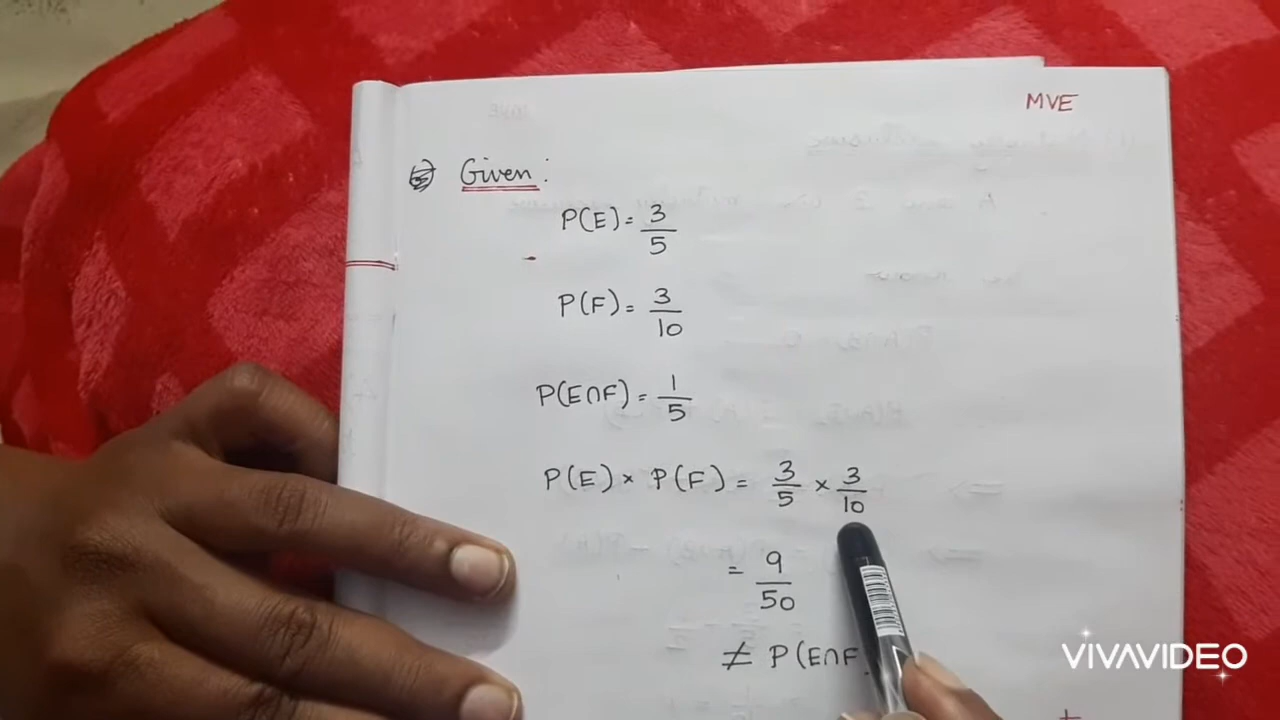 MVE
Given:
P(E) = 3/5
P(F) = 3/10
P(E∩F) = 1/5
P(E) × P(F) = 3/5 × 3/10
= 9/50
≠ P(E∩F
VIVAVIDEO